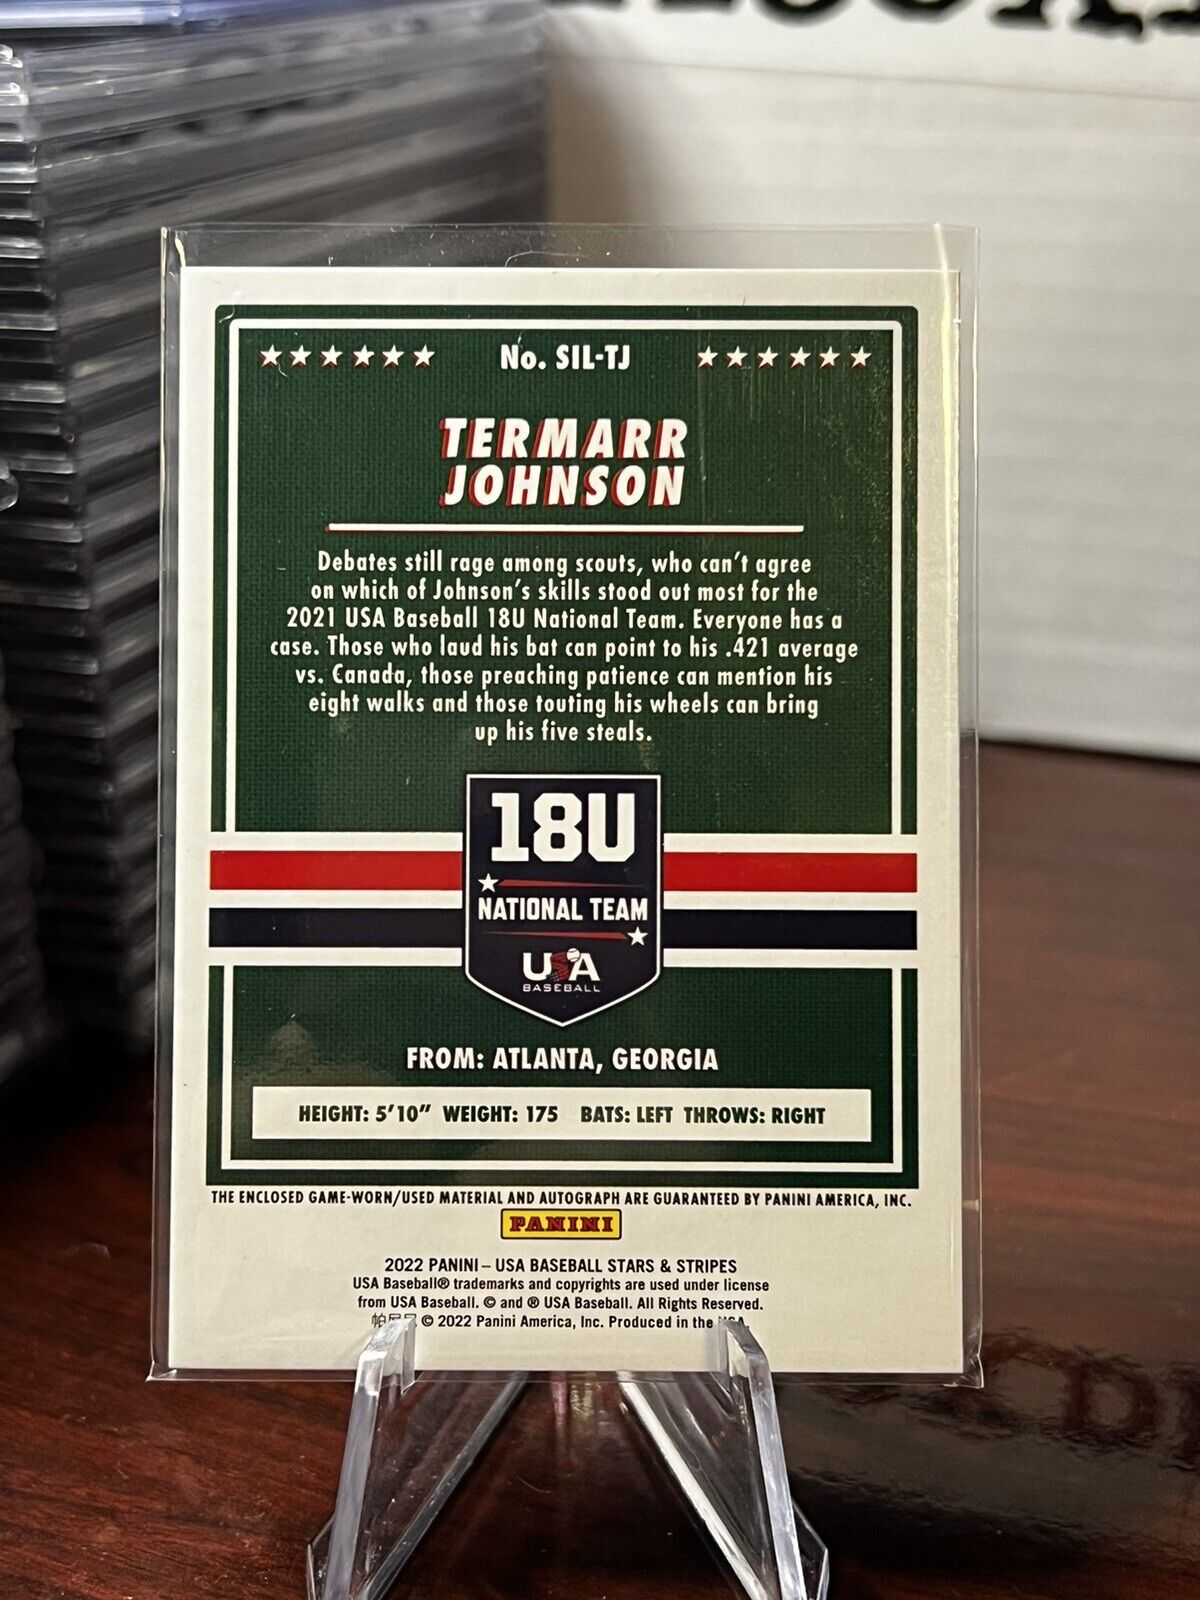 No. SIL-TJ
TERMARR
JOHNSON
Debates still rage among scouts, who can't agree
on which of Johnson's skills stood out most for the
2021 USA Baseball 18U National Team. Everyone has a
case. Those who laud his bat can point to his .421 average
vs. Canada, those preaching patience can mention his
eight walks and those touting his wheels can bring
up his five steals.
18U
NATIONAL TEAM
USA
BASEBALL
FROM: ATLANTA, GEORGIA
HEIGHT: 5'10" WEIGHT: 175 BATS: LEFT THROWS: RIGHT
THE ENCLOSED GAME-WORN/USED MATERIAL AND AUTOGRAPH ARE GUARANTEED BY PANINI AMERICA, INC.
PANINI
2022 PANINI – USA BASEBALL STARS & STRIPES
USA Baseball® trademarks and copyrights are used under license
from USA Baseball. © and ® USA Baseball. All Rights Reserved.
© 2022 Panini America, Inc. Produced in the USA.